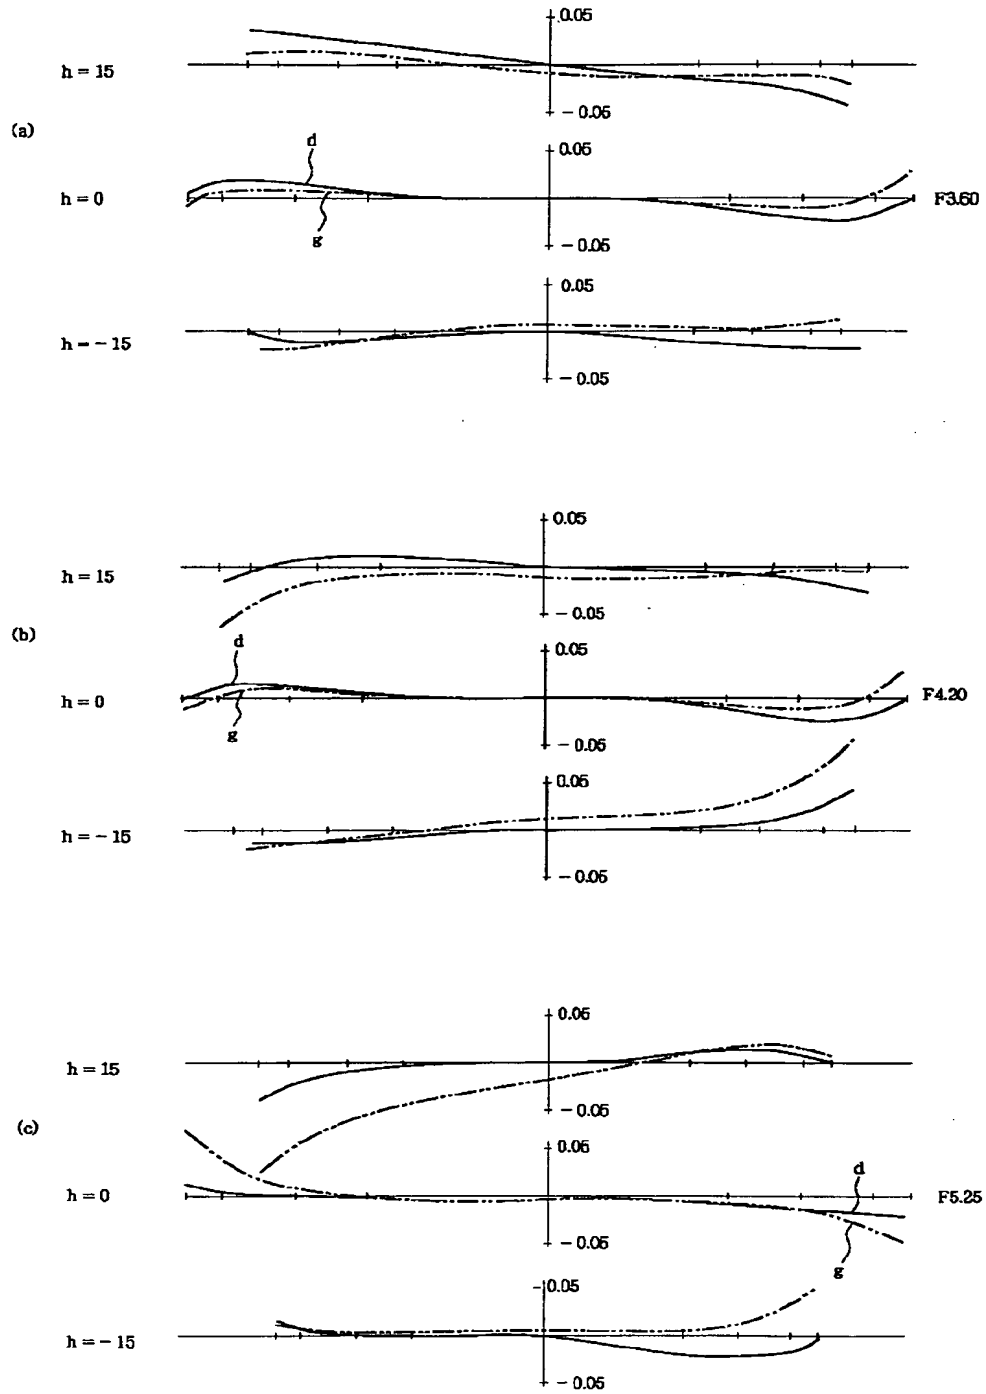 0.05
h = 15
- 0.05
(a)
0.05
d
h = 0
F3.60
g
- 0.05
0.05
h = - 15
- 0.05
0.05
h = 15
- 0.05
(b)
d
0.05
h = 0
F4.20
g
- 0.05
0.05
h = - 15
- 0.05
0.05
h = 15
- 0.05
(c)
0.05
d
h = 0
F5.25
- 0.05
g
0.05
h = - 15
- 0.05